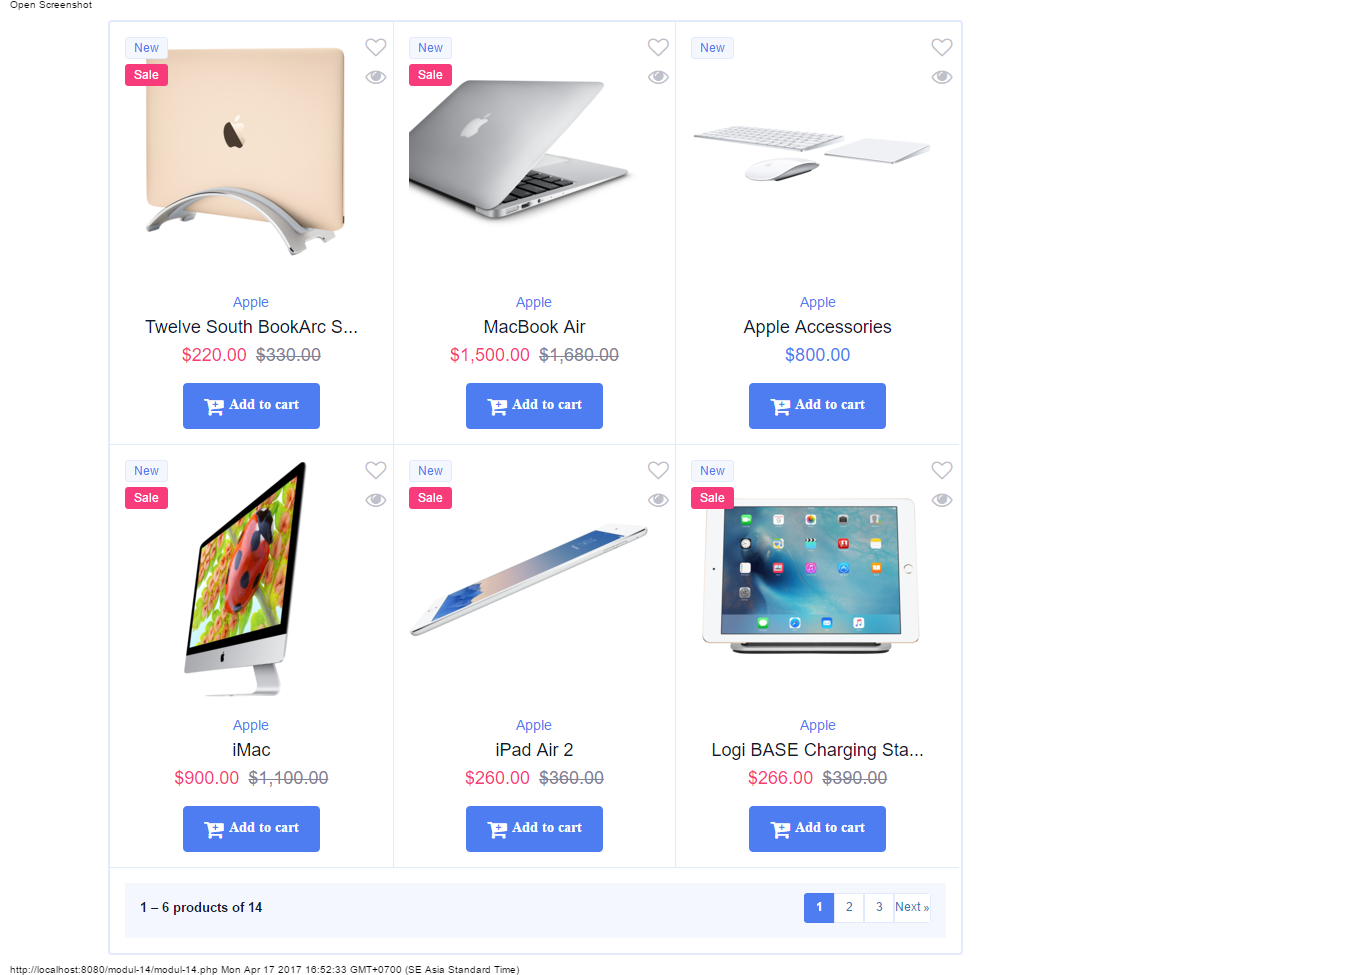 Open Screenshot
New
Sale
New
Sale
New
Apple
Apple
Apple
Twelve South BookArc S...
MacBook Air
Apple Accessories
$220.00 $330.00
$1,500.00 $1,680.00
$800.00
Add to cart
Add to cart
Add to cart
New
Sale
New
Sale
New
Sale
Apple
Apple
Apple
iMac
iPad Air 2
Logi BASE Charging Sta...
$900.00 $1,100.00
$260.00 $360.00
$266.00 $390.00
Add to cart
Add to cart
Add to cart
1 – 6 products of 14
1 2 3 Next »
http://localhost:8080/modul-14/modul-14.php Mon Apr 17 2017 16:52:33 GMT+0700 (SE Asia Standard Time)